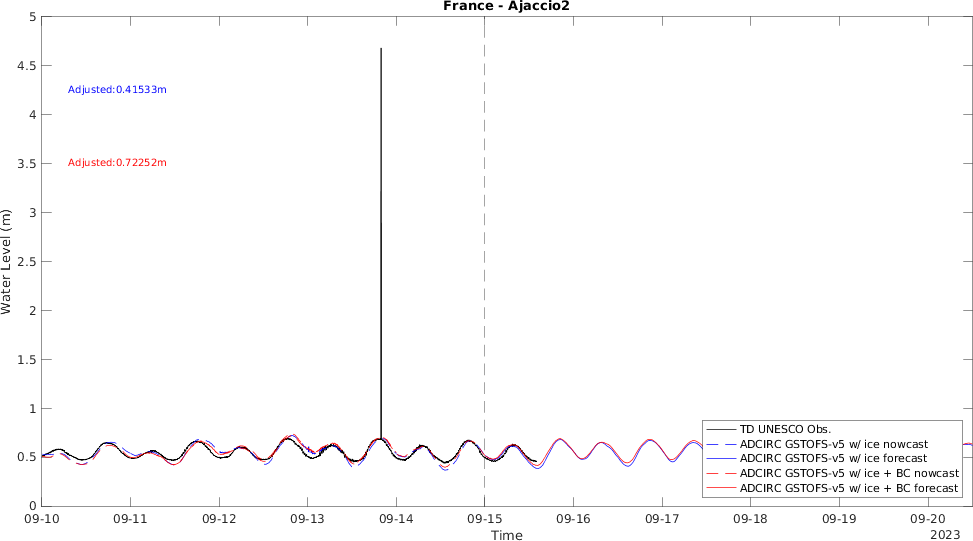 France - Ajaccio2
5
4.5
4
3.5
3
2.5
2
1.5
1
0.5
0
Water Level (m)
Adjusted:0.41533m
Adjusted:0.72252m
TD UNESCO Obs.
ADCIRC GSTOFS-v5 w/ ice nowcast
ADCIRC GSTOFS-v5 w/ ice forecast
ADCIRC GSTOFS-v5 w/ ice + BC nowcast
ADCIRC GSTOFS-v5 w/ ice + BC forecast
09-10 09-11 09-12 09-13 09-14 09-15 09-16 09-17 09-18 09-19 09-20
Time
2023